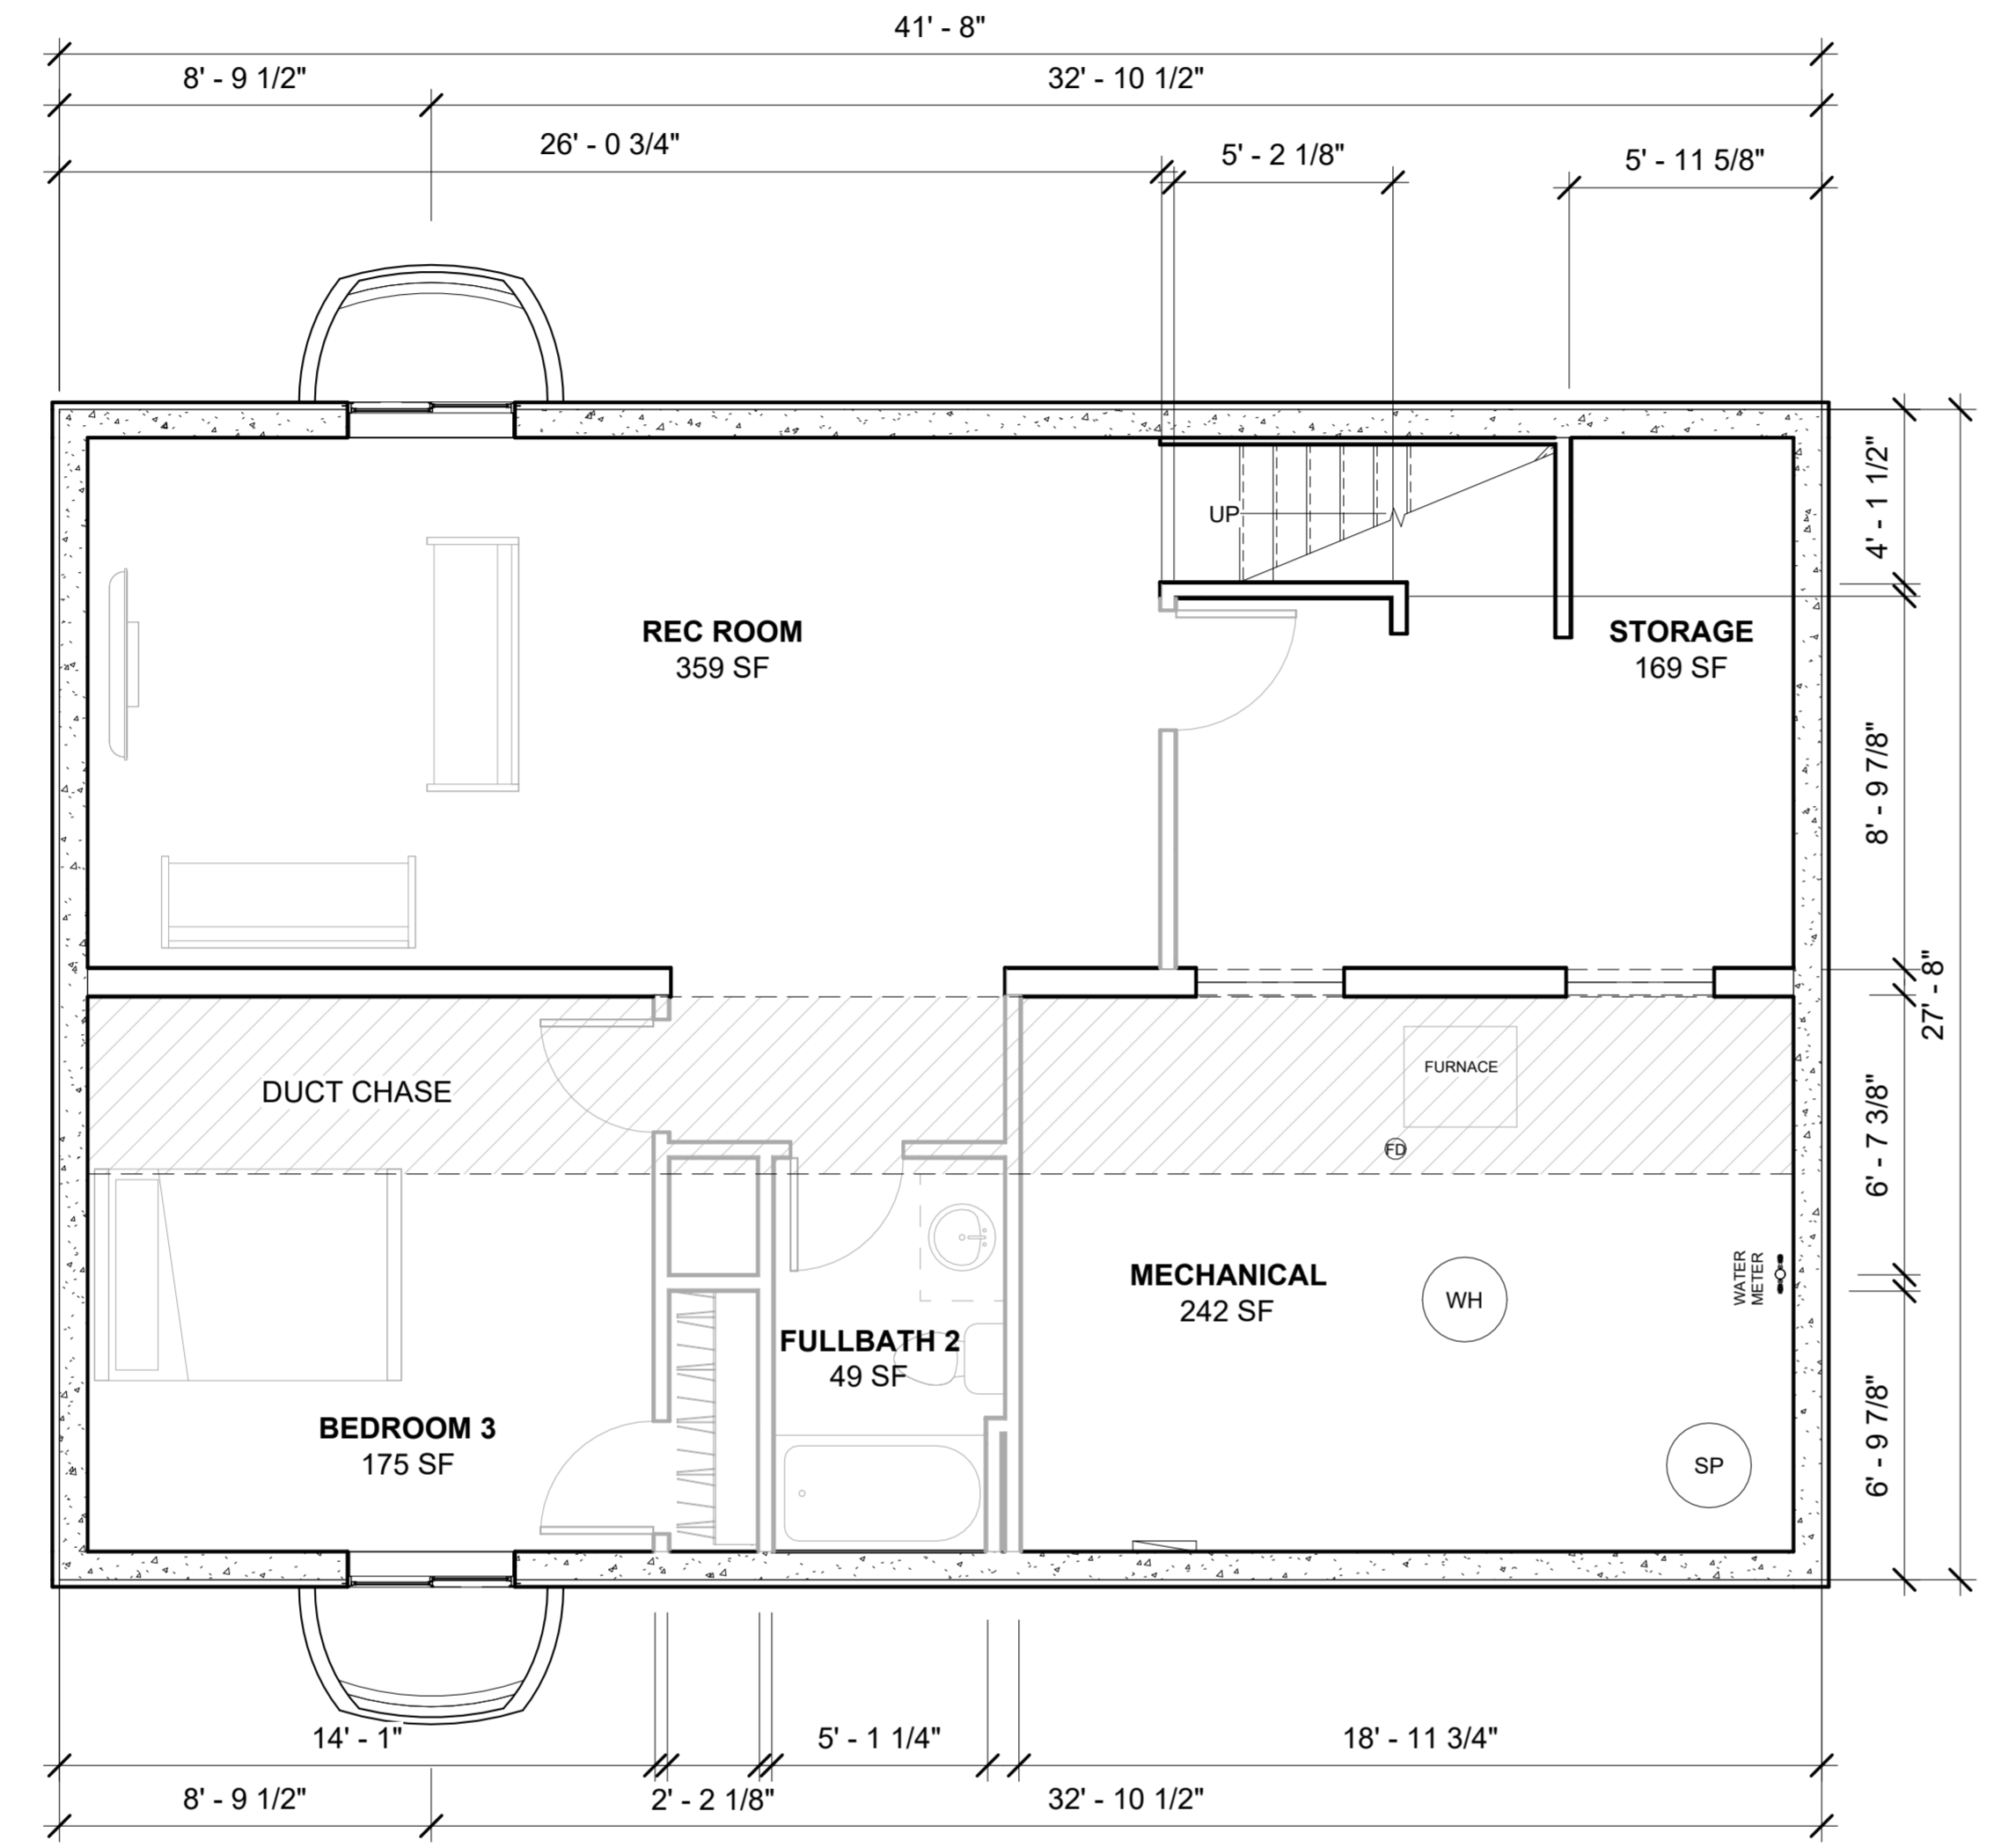 41' - 8"
8' - 9 1/2"
32' - 10 1/2"
26' - 0 3/4"
5' - 2 1/8"
5' - 11 5/8"
4' - 1 1/2"
UP
REC ROOM
359 SF
STORAGE
169 SF
8' - 9 7/8"
27' - 8"
FURNACE
DUCT CHASE
FD
6' - 7 3/8"
MECHANICAL
242 SF
WH
WATER
METER
FULLBATH 2
49 SF
BEDROOM 3
175 SF
SP
6' - 9 7/8"
14' - 1"
5' - 1 1/4"
18' - 11 3/4"
8' - 9 1/2"
2' - 2 1/8"
32' - 10 1/2"